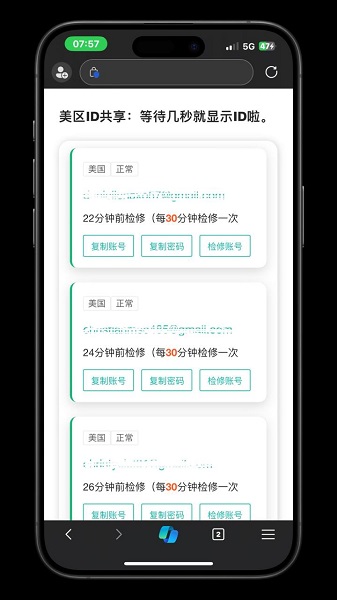 07:57
5G 47
美区ID共享：等待几秒就显示ID啦。
美国 正常
22分钟前检修（每30分钟检修一次
复制账号 复制密码 检修账号
美国 正常
24分钟前检修（每30分钟检修一次
复制账号 复制密码 检修账号
美国 正常
26分钟前检修（每30分钟检修一次
复制账号 复制密码 检修账号
2